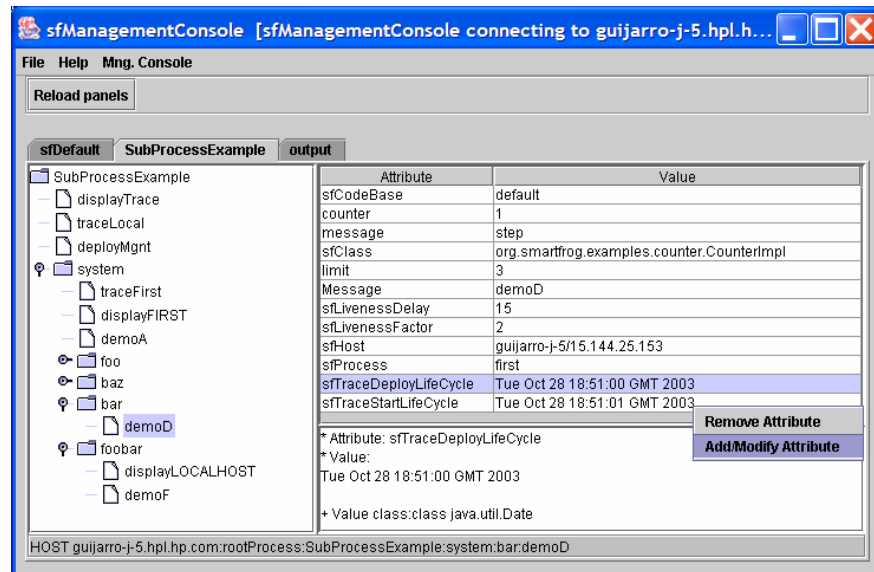 sfManagementConsole [sfManagementConsole connecting to guijarro-j-5.hpl.h...
File Help Mng. Console
Reload panels
sfDefault SubProcessExample output
SubProcessExample
displayTrace
traceLocal
deployMgnt
system
traceFirst
displayFIRST
demoA
foo
baz
bar
demoD
foobar
displayLOCALHOST
demoF
Attribute Value
sfCodeBase default
counter 1
message step
sfClass org.smartfrog.examples.counter.CounterImpl
limit 3
Message demoD
sfLivenessDelay 15
sfLivenessFactor 2
sfHost guijarro-j-5/15.144.25.153
sfProcess first
sfTraceDeployLifeCycle Tue Oct 28 18:51:00 GMT 2003
sfTraceStartLifeCycle Tue Oct 28 18:51:01 GMT 2003
Remove Attribute
Add/Modify Attribute
* Attribute: sfTraceDeployLifeCycle
* Value:
Tue Oct 28 18:51:00 GMT 2003
+ Value class:class java.util.Date
HOST guijarro-j-5.hpl.hp.com:rootProcess:SubProcessExample:system:bar:demoD